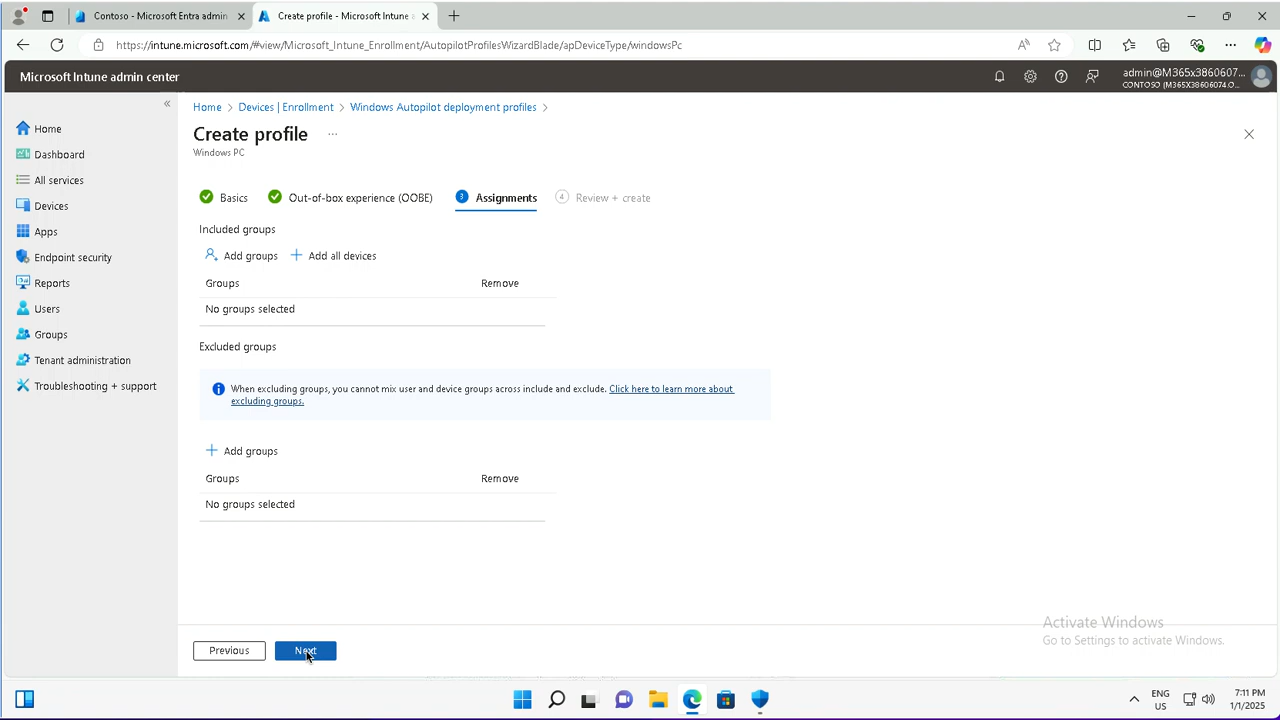 Contoso - Microsoft Entra admin
Create profile - Microsoft Intune a
https://intune.microsoft.com/#view/Microsoft_Intune_Enrollment/AutopilotProfilesWizardBlade/apDeviceType/windowsPc
Microsoft Intune admin center
admin@M365x3860607...
CONTOSO (M365X38606074.O...
Home > Devices | Enrollment > Windows Autopilot deployment profiles >
Create profile ...
Windows PC
Home
Dashboard
All services
Devices
Apps
Endpoint security
Reports
Users
Groups
Tenant administration
Troubleshooting + support
Basics
Out-of-box experience (OOBE)
3 Assignments
4 Review + create
Included groups
Add groups
Add all devices
Groups Remove
No groups selected
Excluded groups
When excluding groups, you cannot mix user and device groups across include and exclude. Click here to learn more about
excluding groups.
Add groups
Groups Remove
No groups selected
Previous Next
Activate Windows
Go to Settings to activate Windows.
ENG
US
7:11 PM
1/1/2025